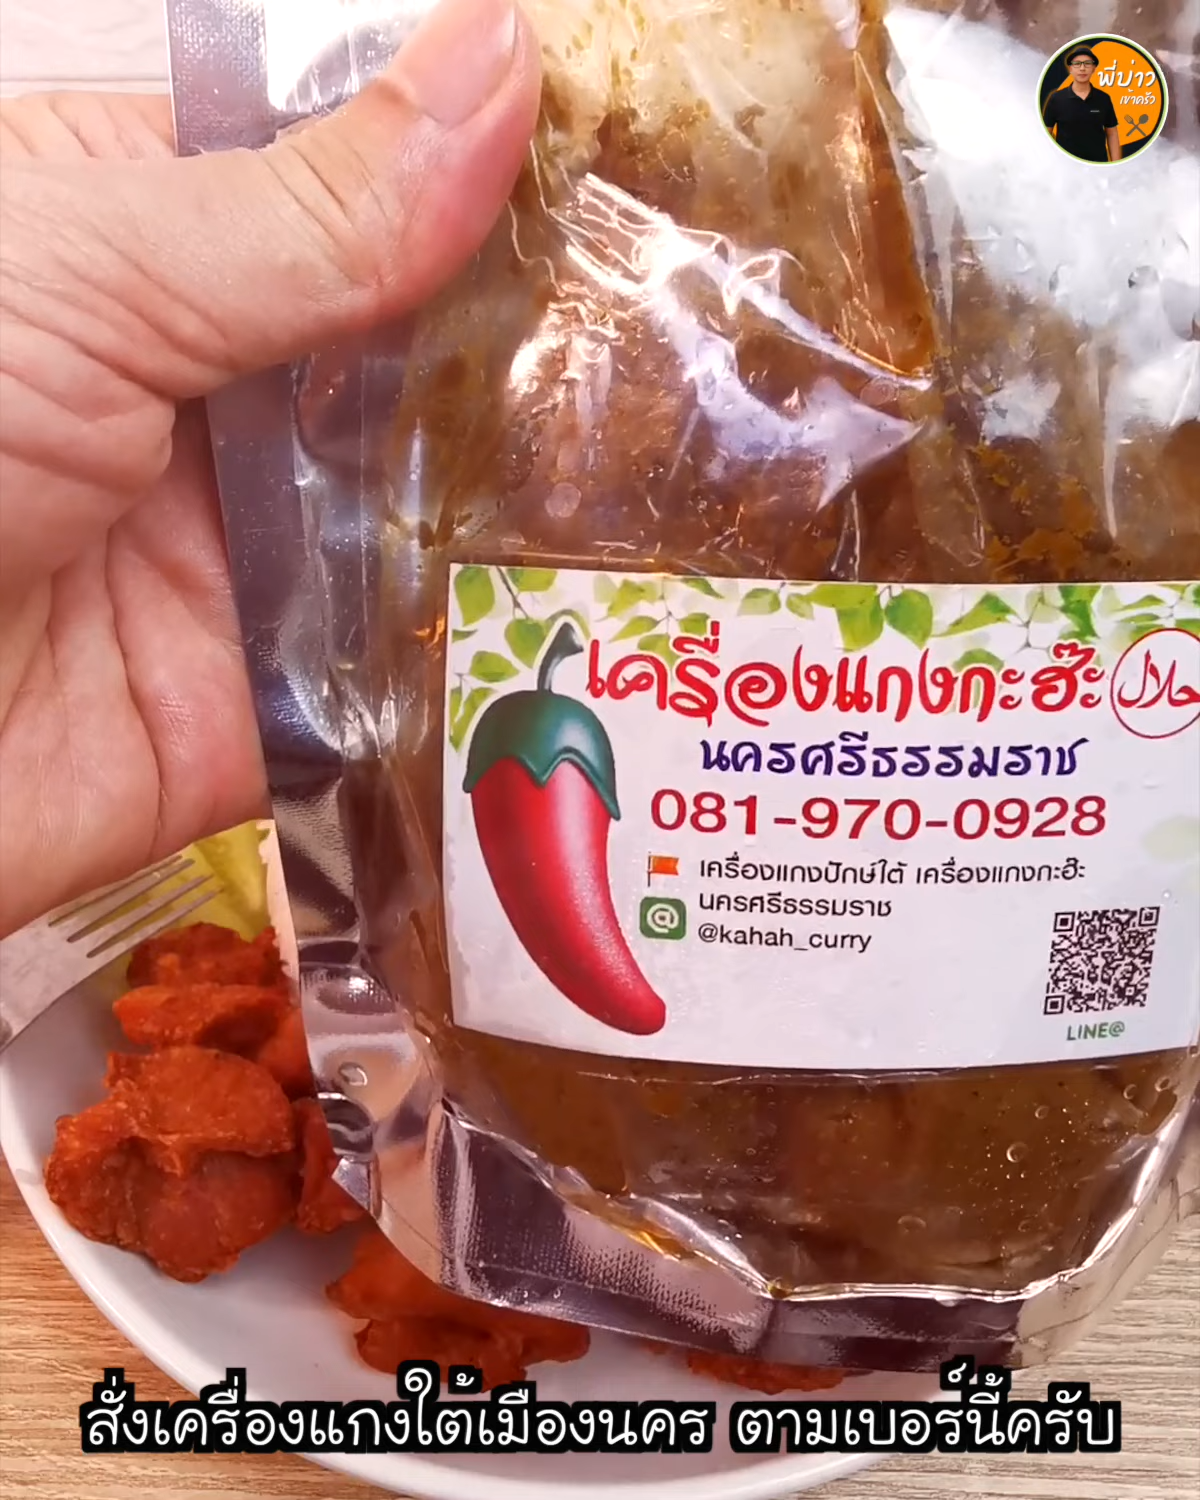 พี่บ่าว
เข้าครัว
เครื่องแกงกะฮ๊ะ
นครศรีธรรมราช
081-970-0928
เครื่องแกงปักษ์ใต้ เครื่องแกงกะฮ๊ะ
นครศรีธรรมราช
@ @kahah_curry
LINE@
สั่งเครื่องแกงใต้เมืองนคร ตามเบอร์นี้ครับ